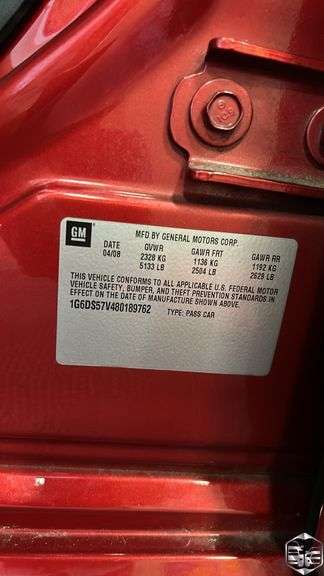 GM
MFD BY GENERAL MOTORS CORP.
DATE GVWR GAWR FRT GAWR RR
04/08 2328 KG 1136 KG 1192 KG
5133 LB 2504 LB 2629 LB
THIS VEHICLE CONFORMS TO ALL APPLICABLE U.S. FEDERAL MOTOR
VEHICLE SAFETY, BUMPER, AND THEFT PREVENTION STANDARDS IN
EFFECT ON THE DATE OF MANUFACTURE SHOWN ABOVE.
1G6DS57V480189762 TYPE: PASS CAR